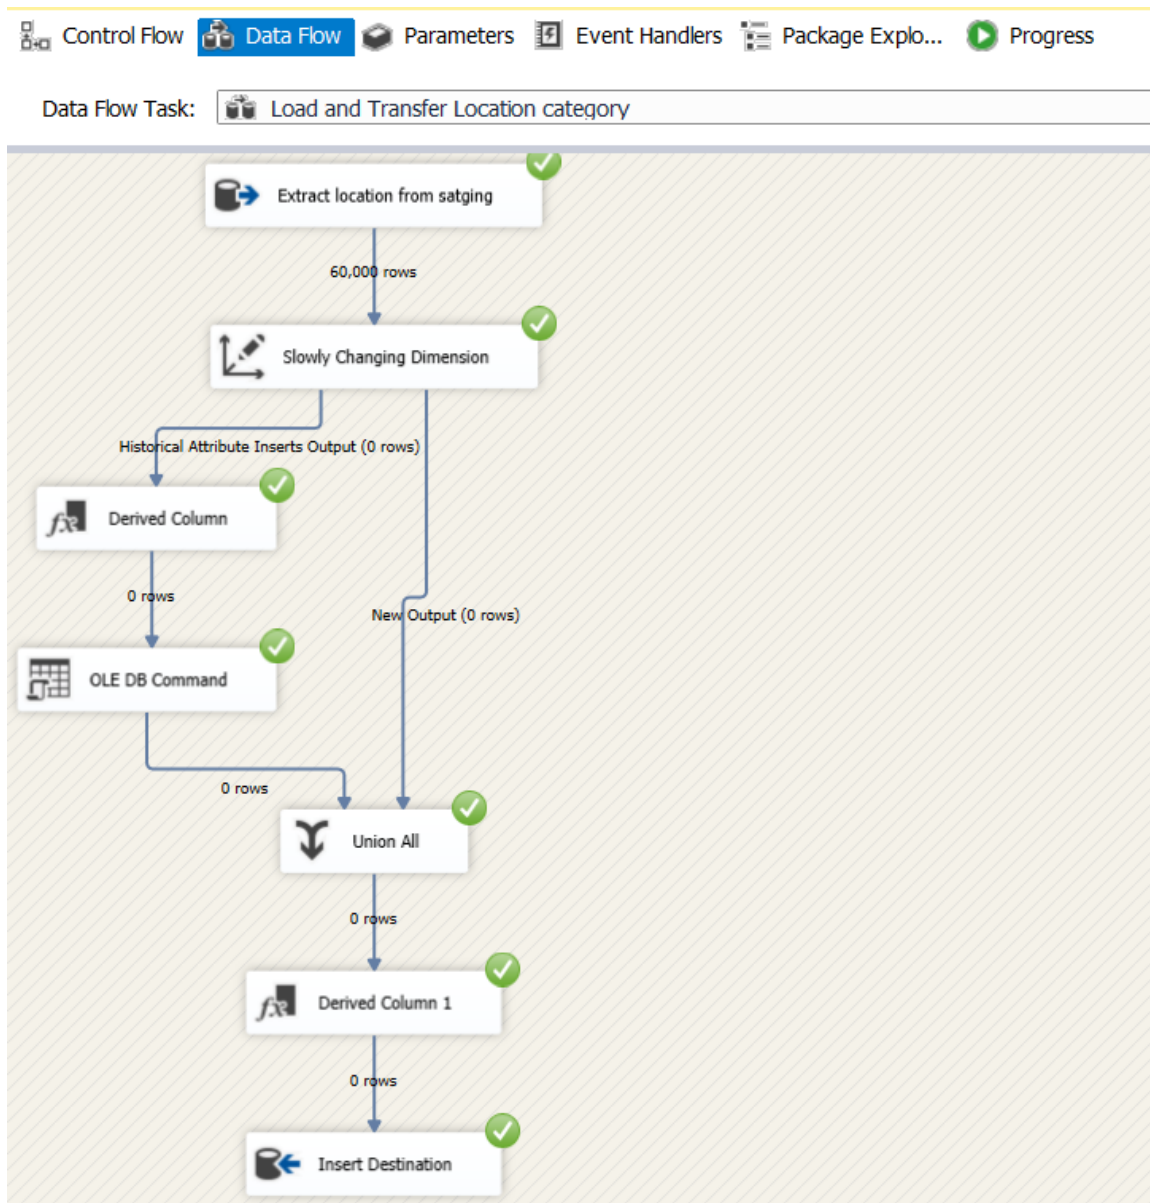 Control Flow
Data Flow
Parameters
Event Handlers
Package Explo...
Progress
Data Flow Task:
Load and Transfer Location category
Extract location from satging
60,000 rows
Slowly Changing Dimension
Historical Attribute Inserts Output (0 rows)
Derived Column
0 rows
New Output (0 rows)
OLE DB Command
0 rows
Union All
0 rows
Derived Column 1
0 rows
Insert Destination